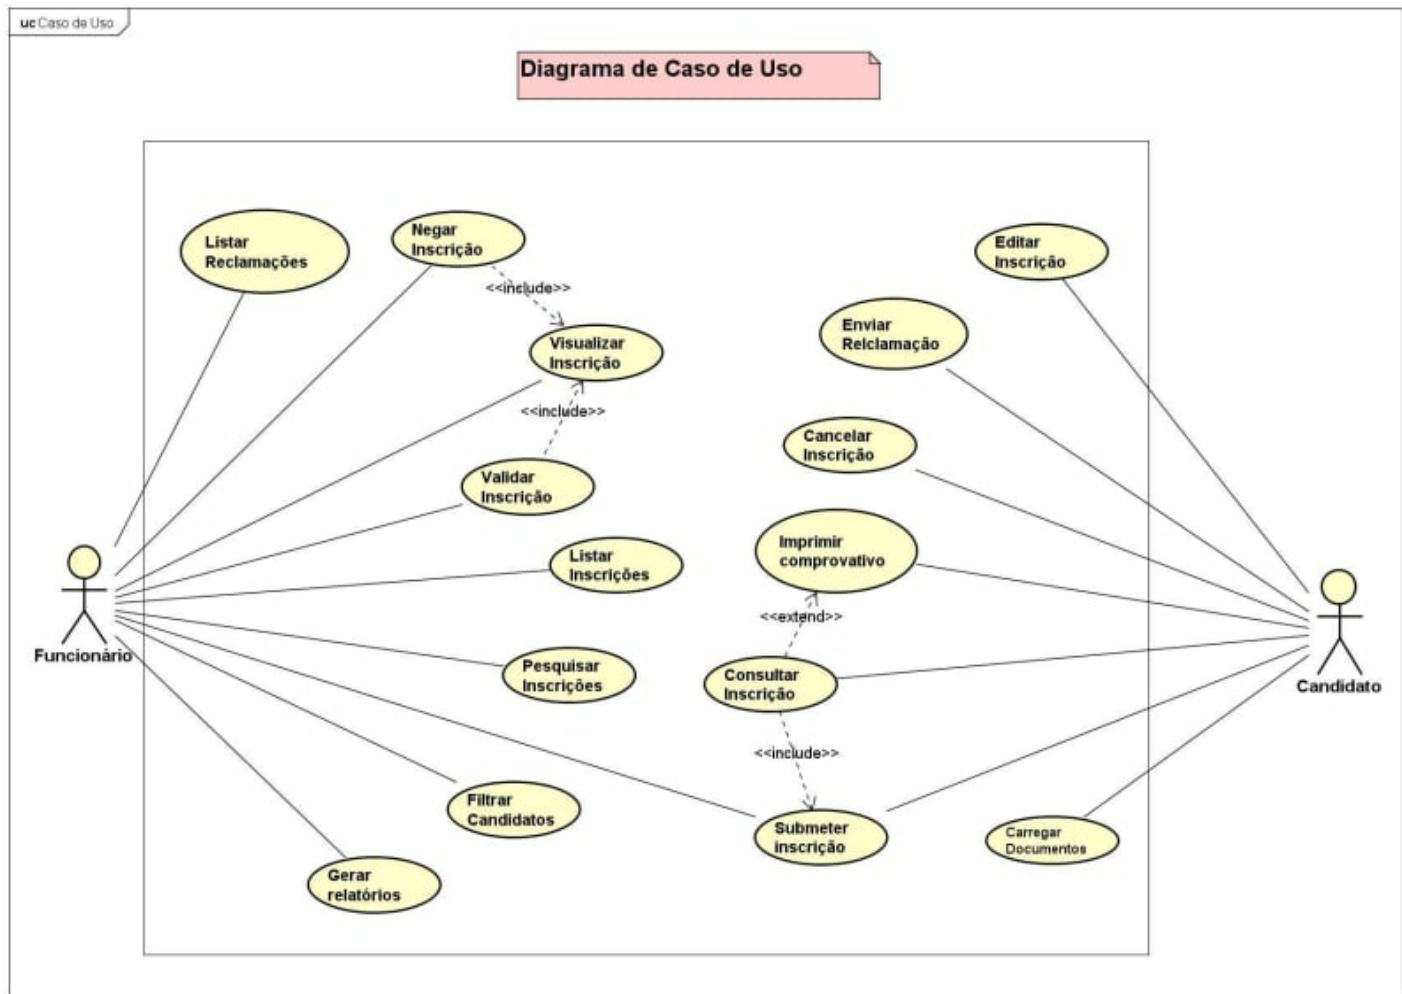 uc Caso de Uso
Diagrama de Caso de Uso
Listar
Reclamações
Negar
Inscrição
Editar
Inscrição
<<include>>
Enviar
Relclamação
Visualizar
Inscrição
<<include>>
Cancelar
Inscrição
Validar
Inscrição
Imprimir
comprovativo
Listar
Inscrições
<<extend>>
Funcionário
Pesquisar
Inscrições
Consultar
Inscrição
Candidato
<<include>>
Filtrar
Candidatos
Submeter
inscrição
Carregar
Documentos
Gerar
relatórios